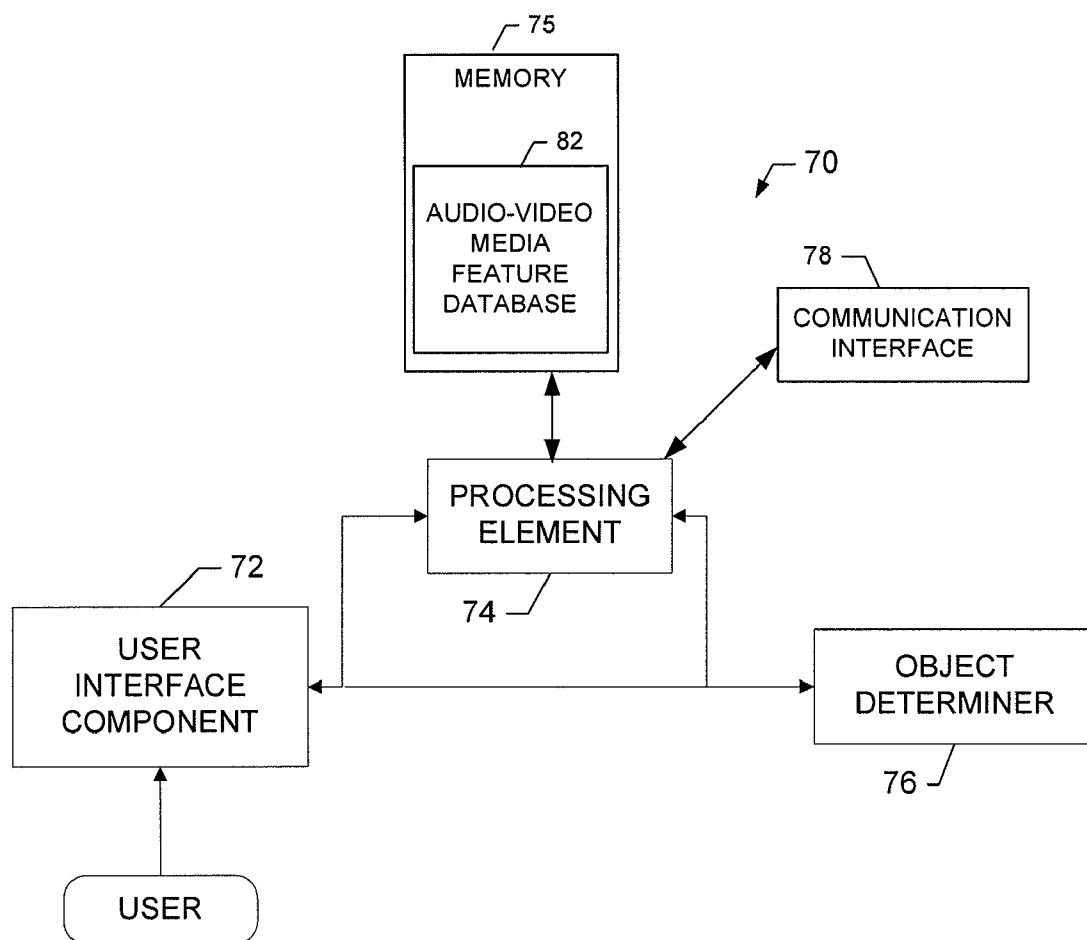 75
MEMORY
82
AUDIO-VIDEO
MEDIA
FEATURE
DATABASE
70
78
COMMUNICATION
INTERFACE
PROCESSING
ELEMENT
74
72
USER
INTERFACE
COMPONENT
OBJECT
DETERMINER
76
USER